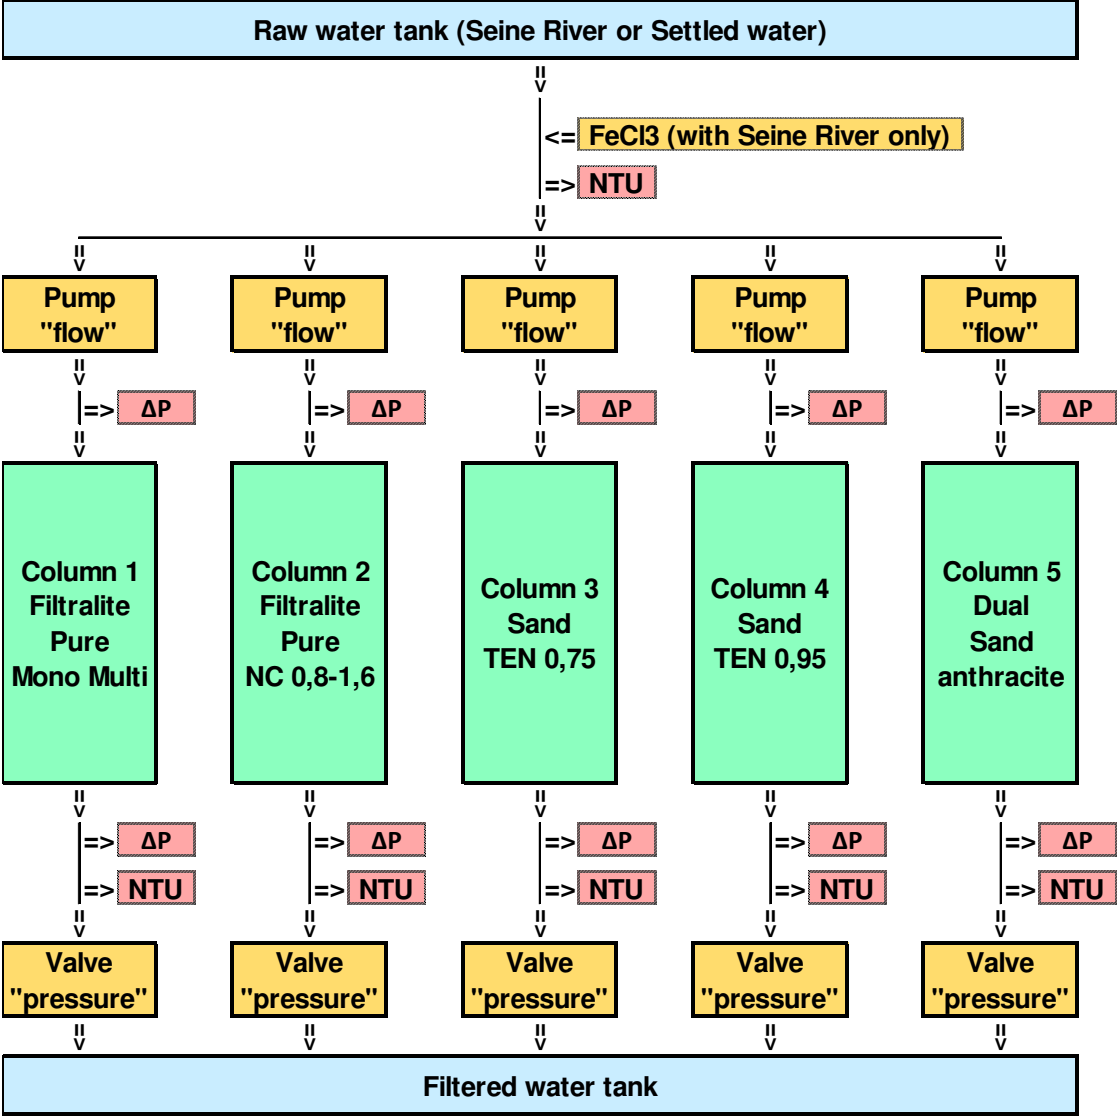 Raw water tank (Seine River or Settled water)
=>
<= FeCl3 (with Seine River only)
=> NTU
=>
=> => => => =>
Pump Pump Pump Pump Pump
"flow" "flow" "flow" "flow" "flow"
=> => => => =>
=> ΔP => ΔP => ΔP => ΔP => ΔP
=> => => => =>
Column 1
Filtralite
Pure
Mono Multi
Column 2
Filtralite
Pure
NC 0,8-1,6
Column 3
Sand
TEN 0,75
Column 4
Sand
TEN 0,95
Column 5
Dual
Sand
anthracite
=> => => => =>
=> ΔP => ΔP => ΔP => ΔP => ΔP
=> NTU => NTU => NTU => NTU => NTU
=> => => => =>
Valve Valve Valve Valve Valve
"pressure" "pressure" "pressure" "pressure" "pressure"
=> => => => =>
Filtered water tank